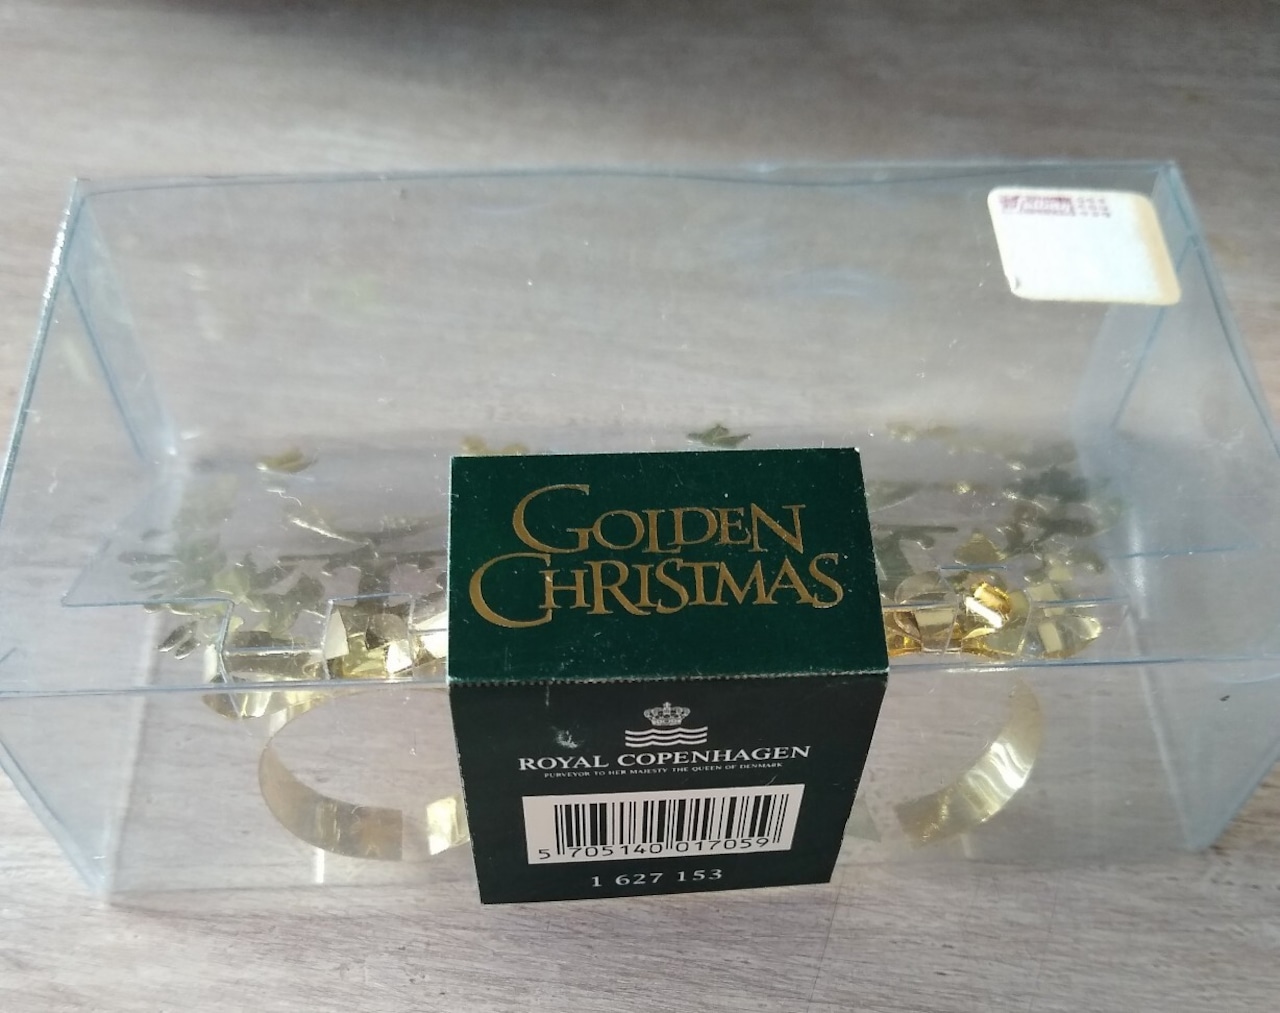 GOLDEN
CHRISTMAS
ROYAL COPENHAGEN
PURVEYOR TO HER MAJESTY THE QUEEN OF DENMARK
5 705140 017059
1 627 153